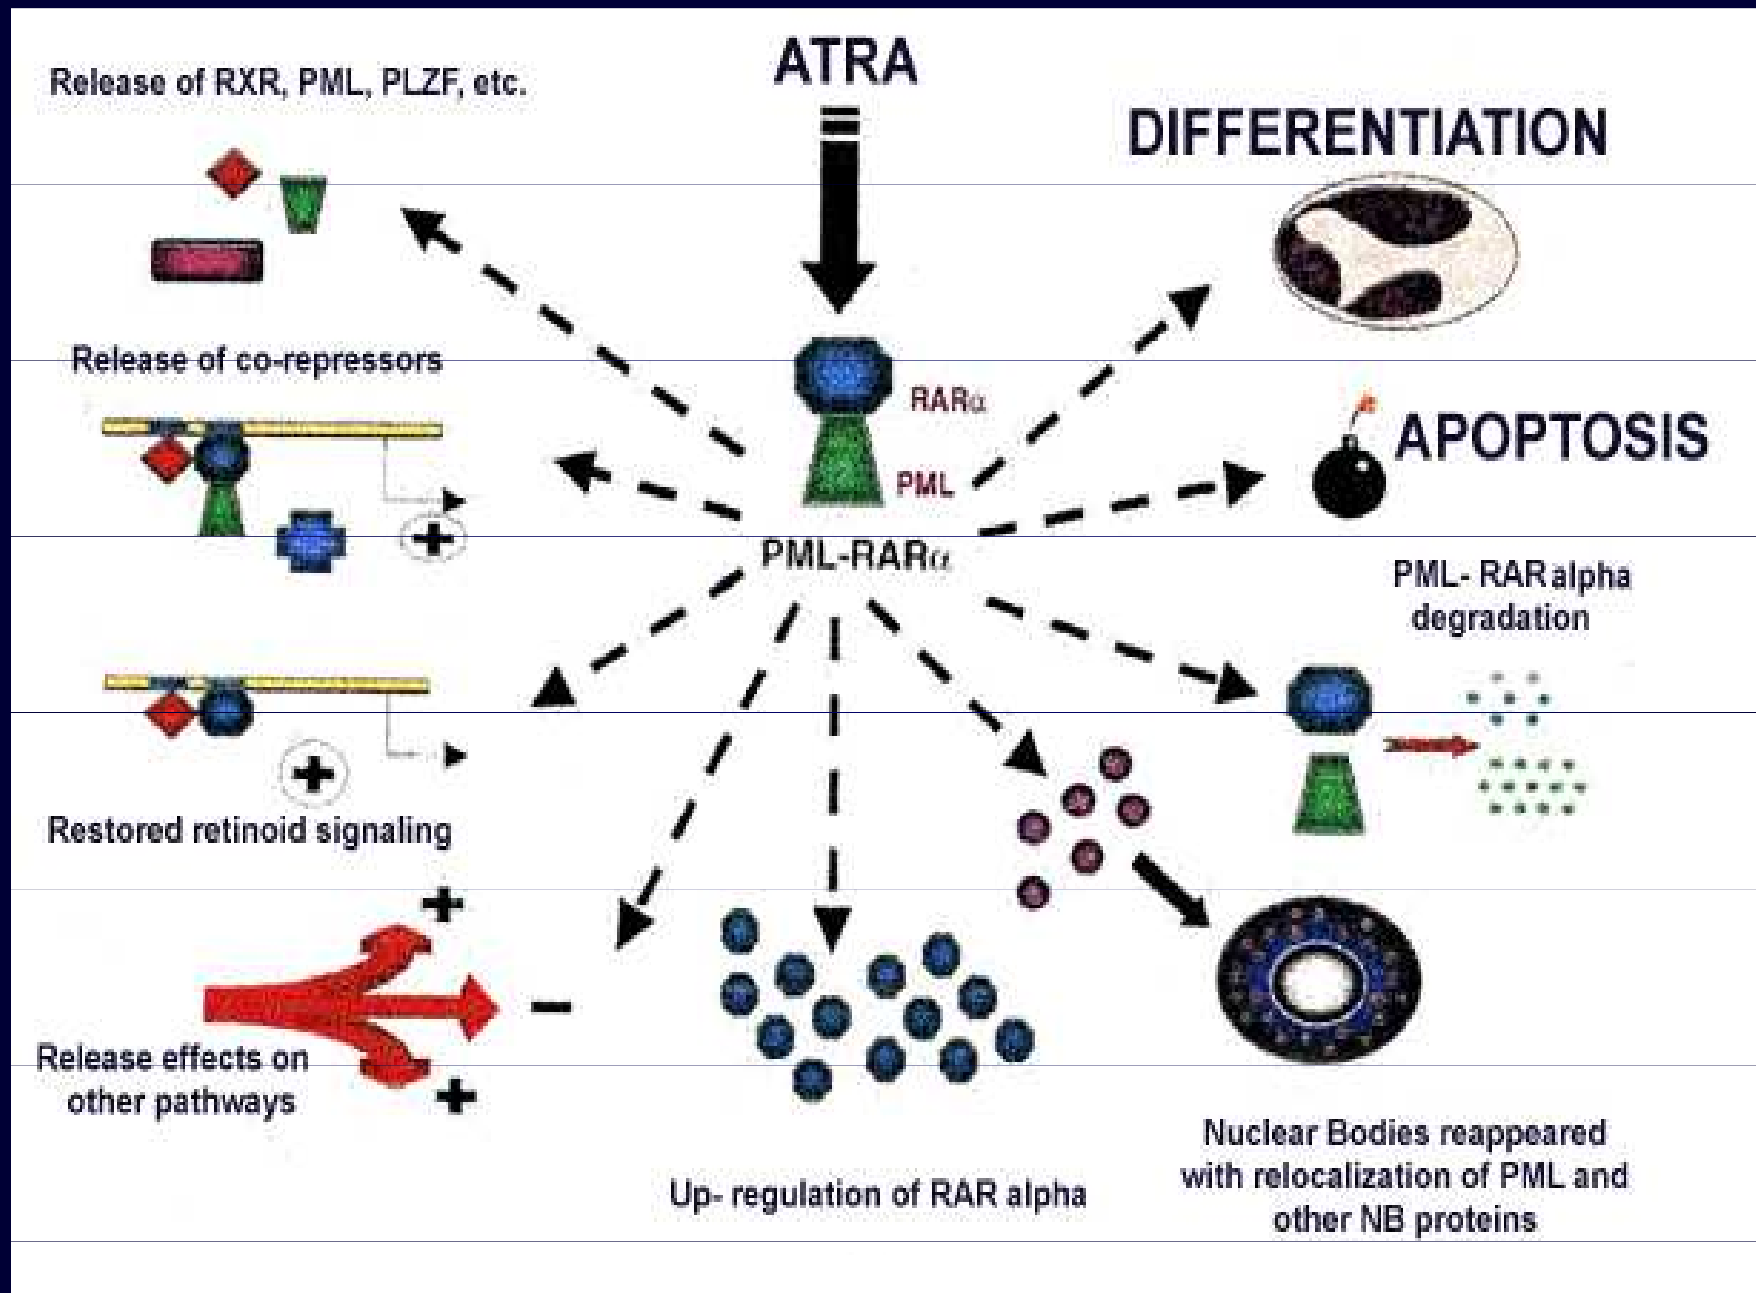 ATRA
Release of RXR, PML, PLZF, etc.
DIFFERENTIATION
Release of co-repressors
RARα
APOPTOSIS
PML
+
PML-RARα
PML- RAR alpha
degradation
+
Restored retinoid signaling
+
-
Release effects on
other pathways
+
Up- regulation of RAR alpha
Nuclear Bodies reappeared
with relocalization of PML and
other NB proteins